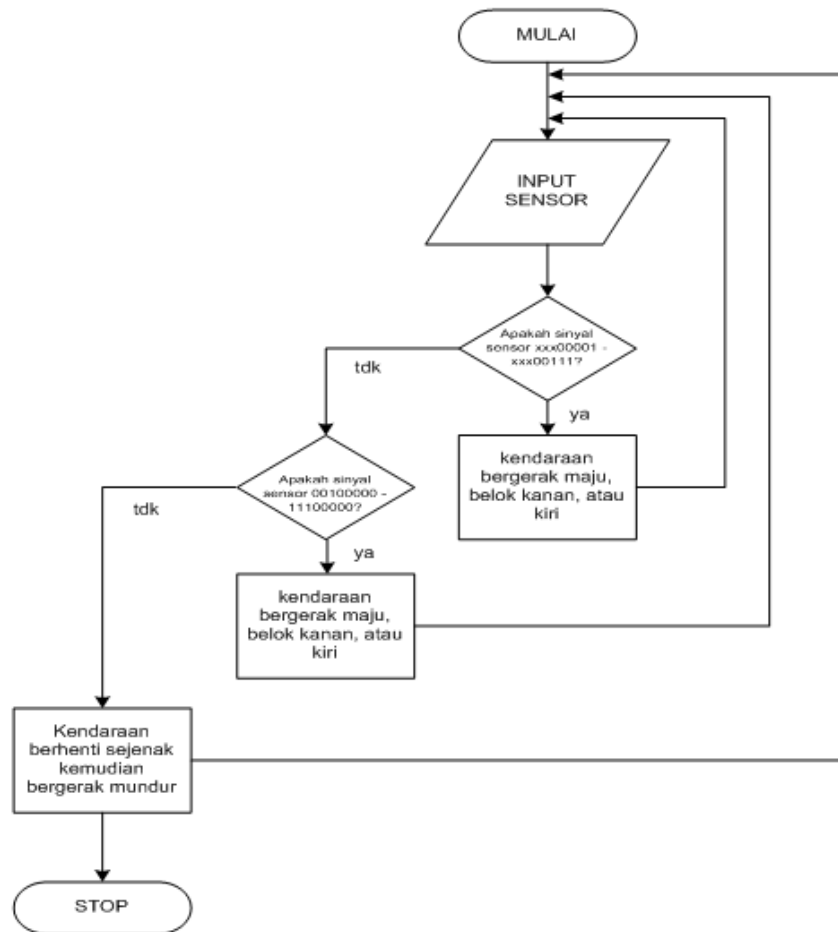 MULAI
INPUT
SENSOR
Apakah sinyal
sensor xxx00001 -
xxx00111?
tdk
ya
kendaraan
bergerak maju,
belok kanan, atau
kiri
Apakah sinyal
sensor 00100000 -
11100000?
tdk
ya
kendaraan
bergerak maju,
belok kanan, atau
kiri
Kendaraan
berhenti sejenak
kemudian
bergerak mundur
STOP